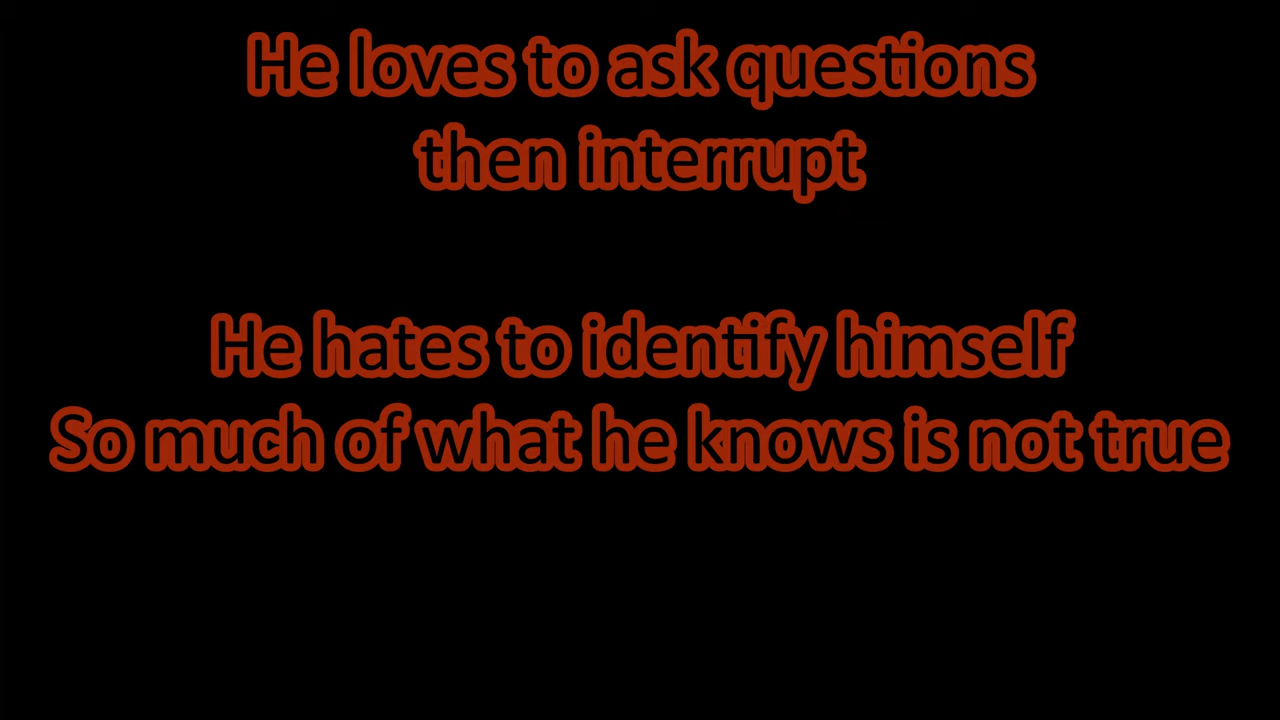 He loves to ask questions
then interrupt
He hates to identify himself
So much of what he knows is not true